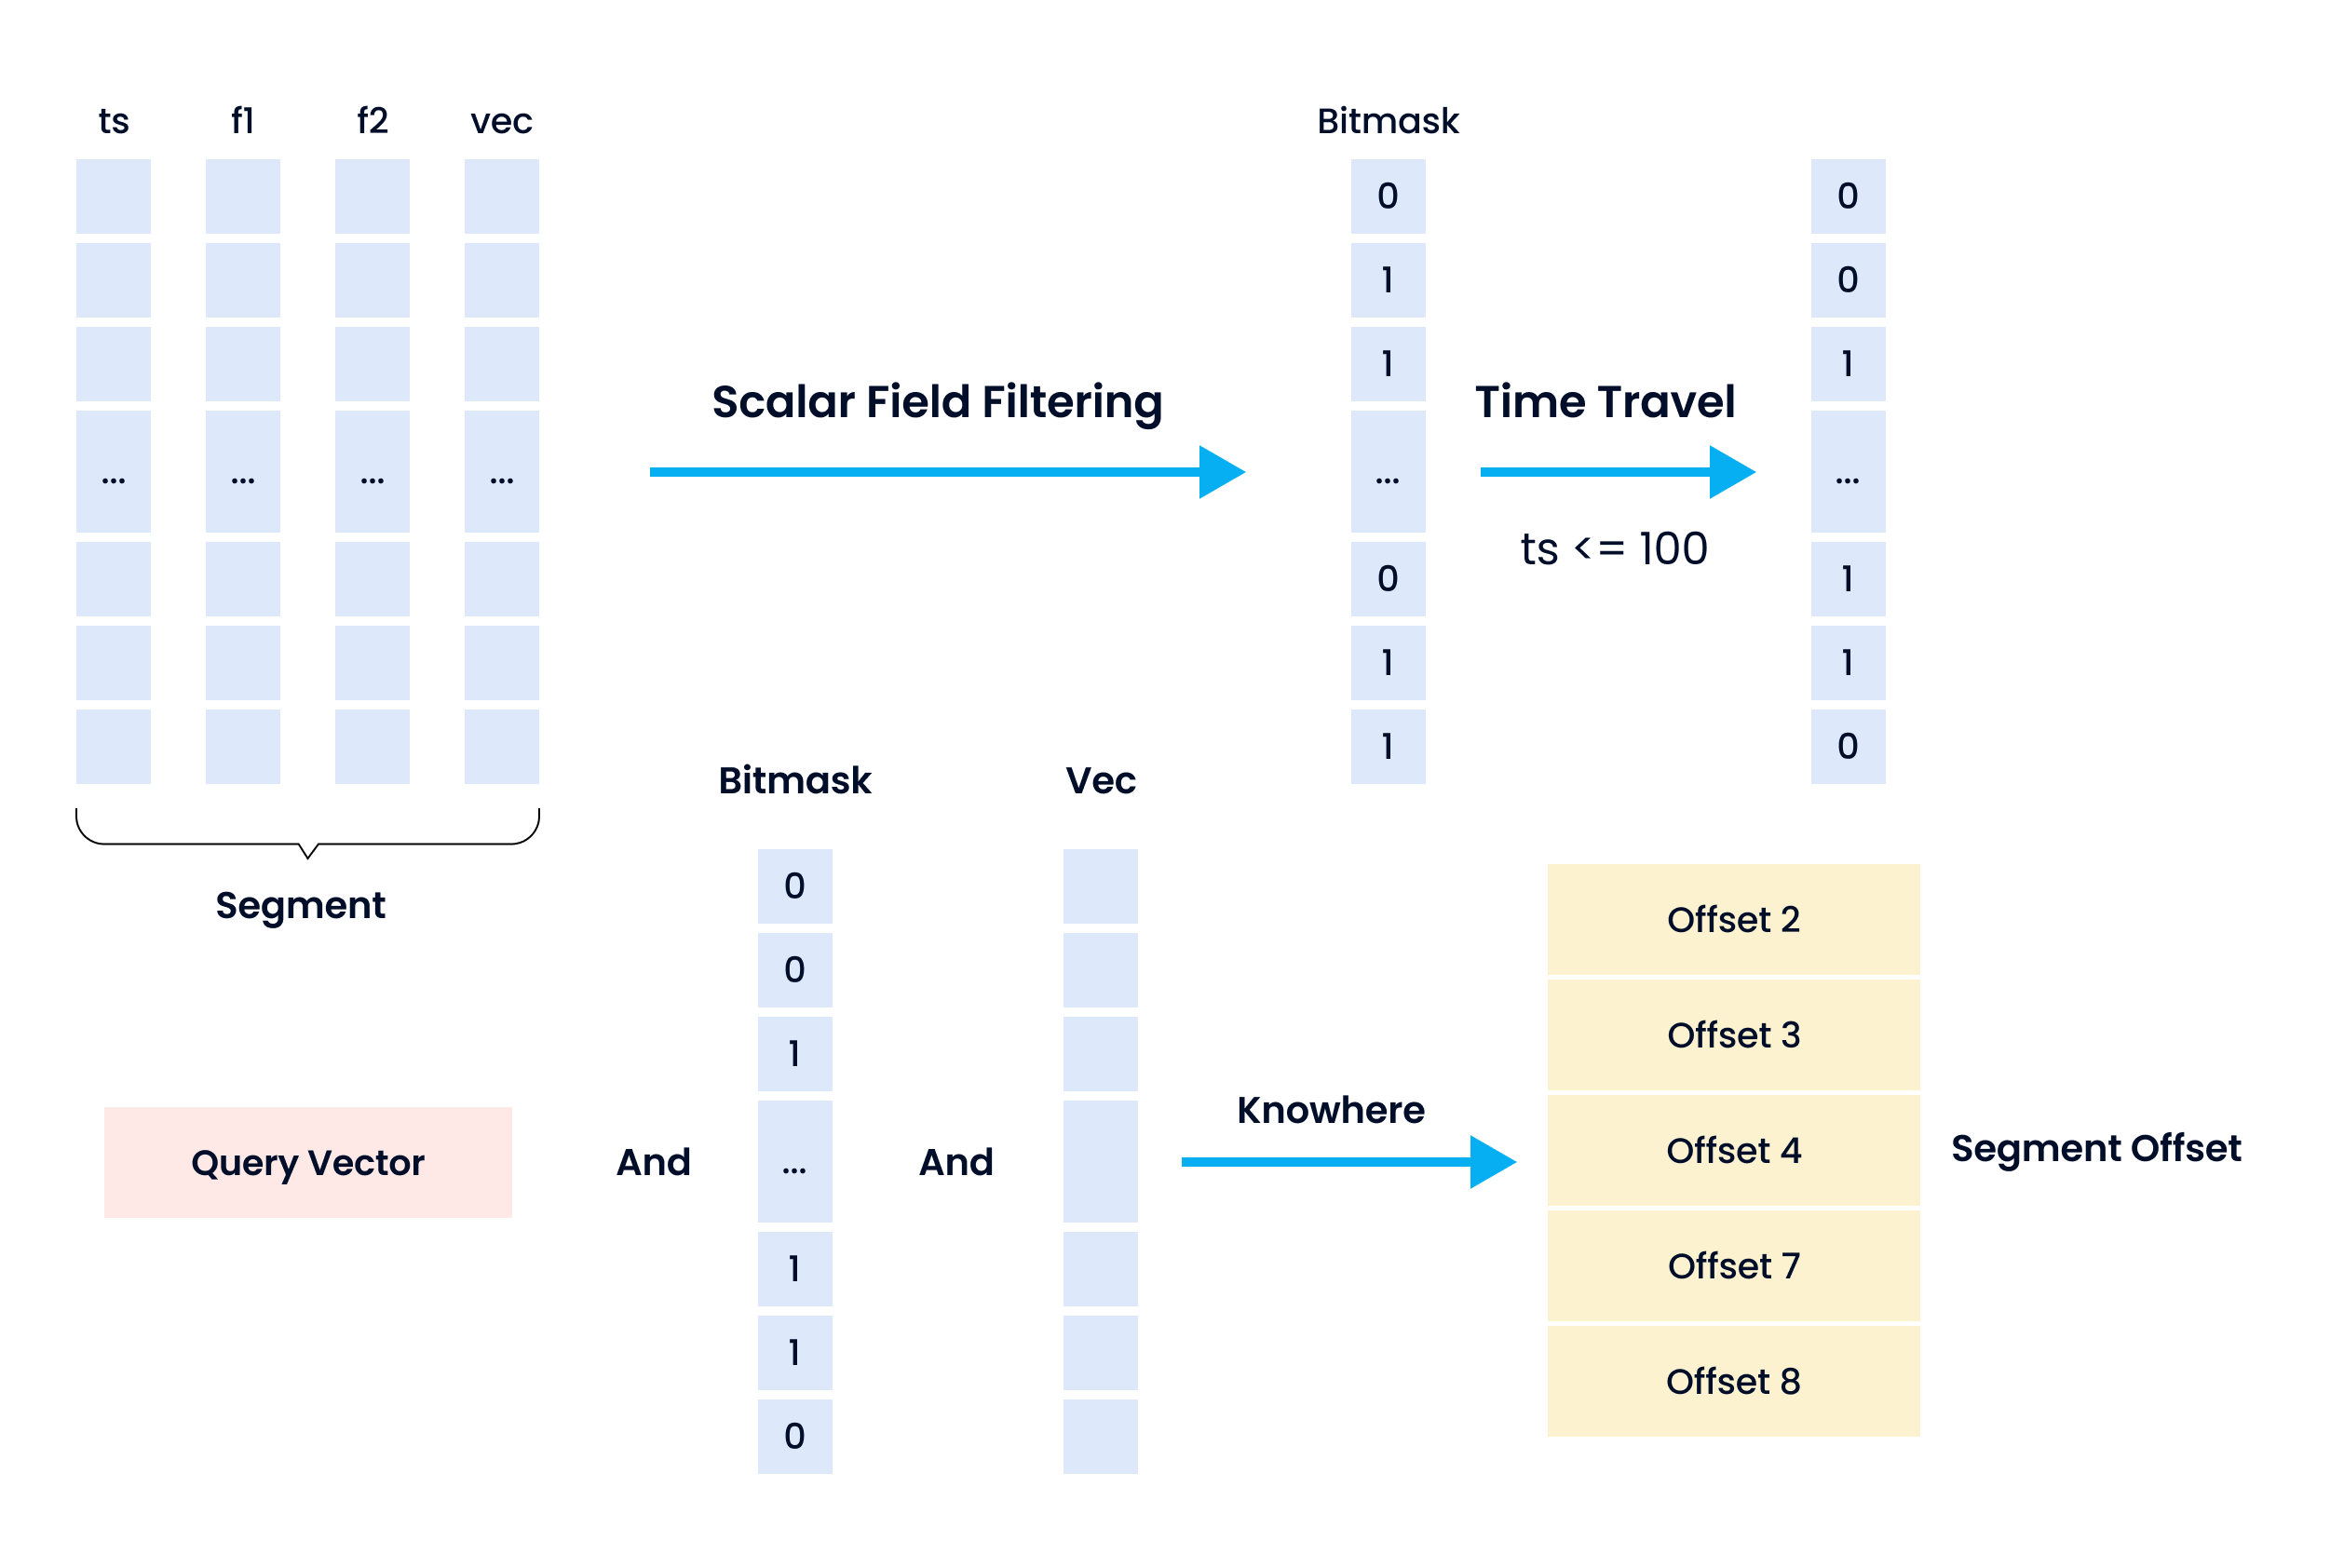 ts f1 f2 vec
... ... ... ...
Segment
Scalar Field Filtering
Bitmask
0
1
1
...
0
1
1
Time Travel
ts <= 100
0
0
1
...
1
1
0
Query Vector
And
Bitmask
0
0
1
...
1
1
0
And
Vec
Knowhere
Offset 2
Offset 3
Offset 4
Offset 7
Offset 8
Segment Offset